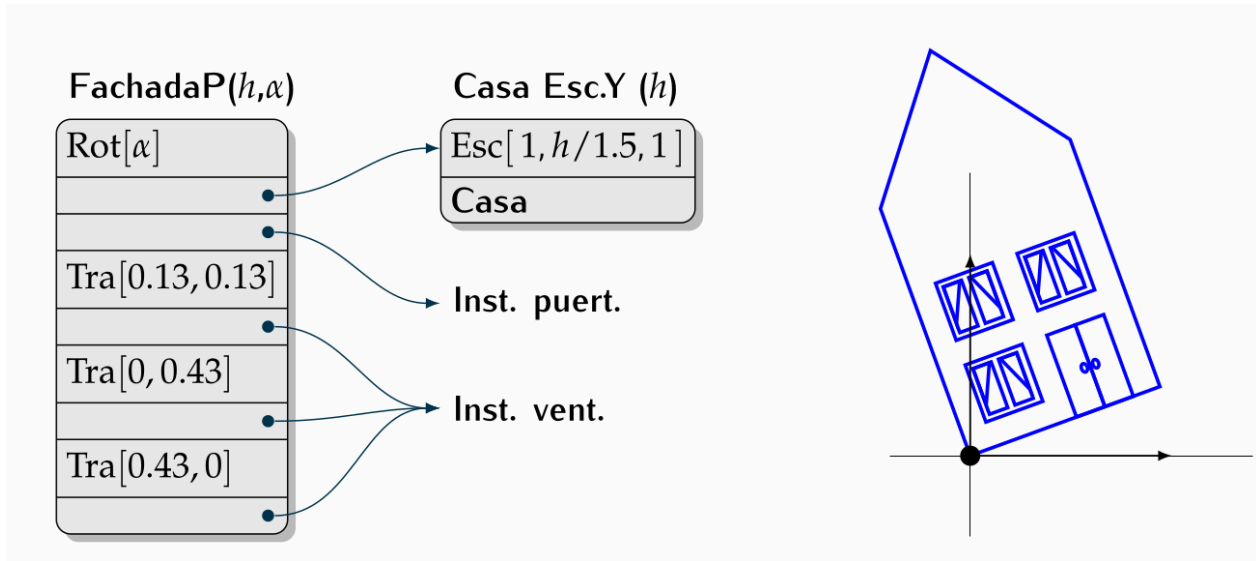 FachadaP(h,α)
Rot[α]
Tra[0.13, 0.13]
Tra[0, 0.43]
Tra[0.43, 0]
Casa Esc.Y (h)
Esc[ 1, h/1.5, 1 ]
Casa
Inst. puert.
Inst. vent.